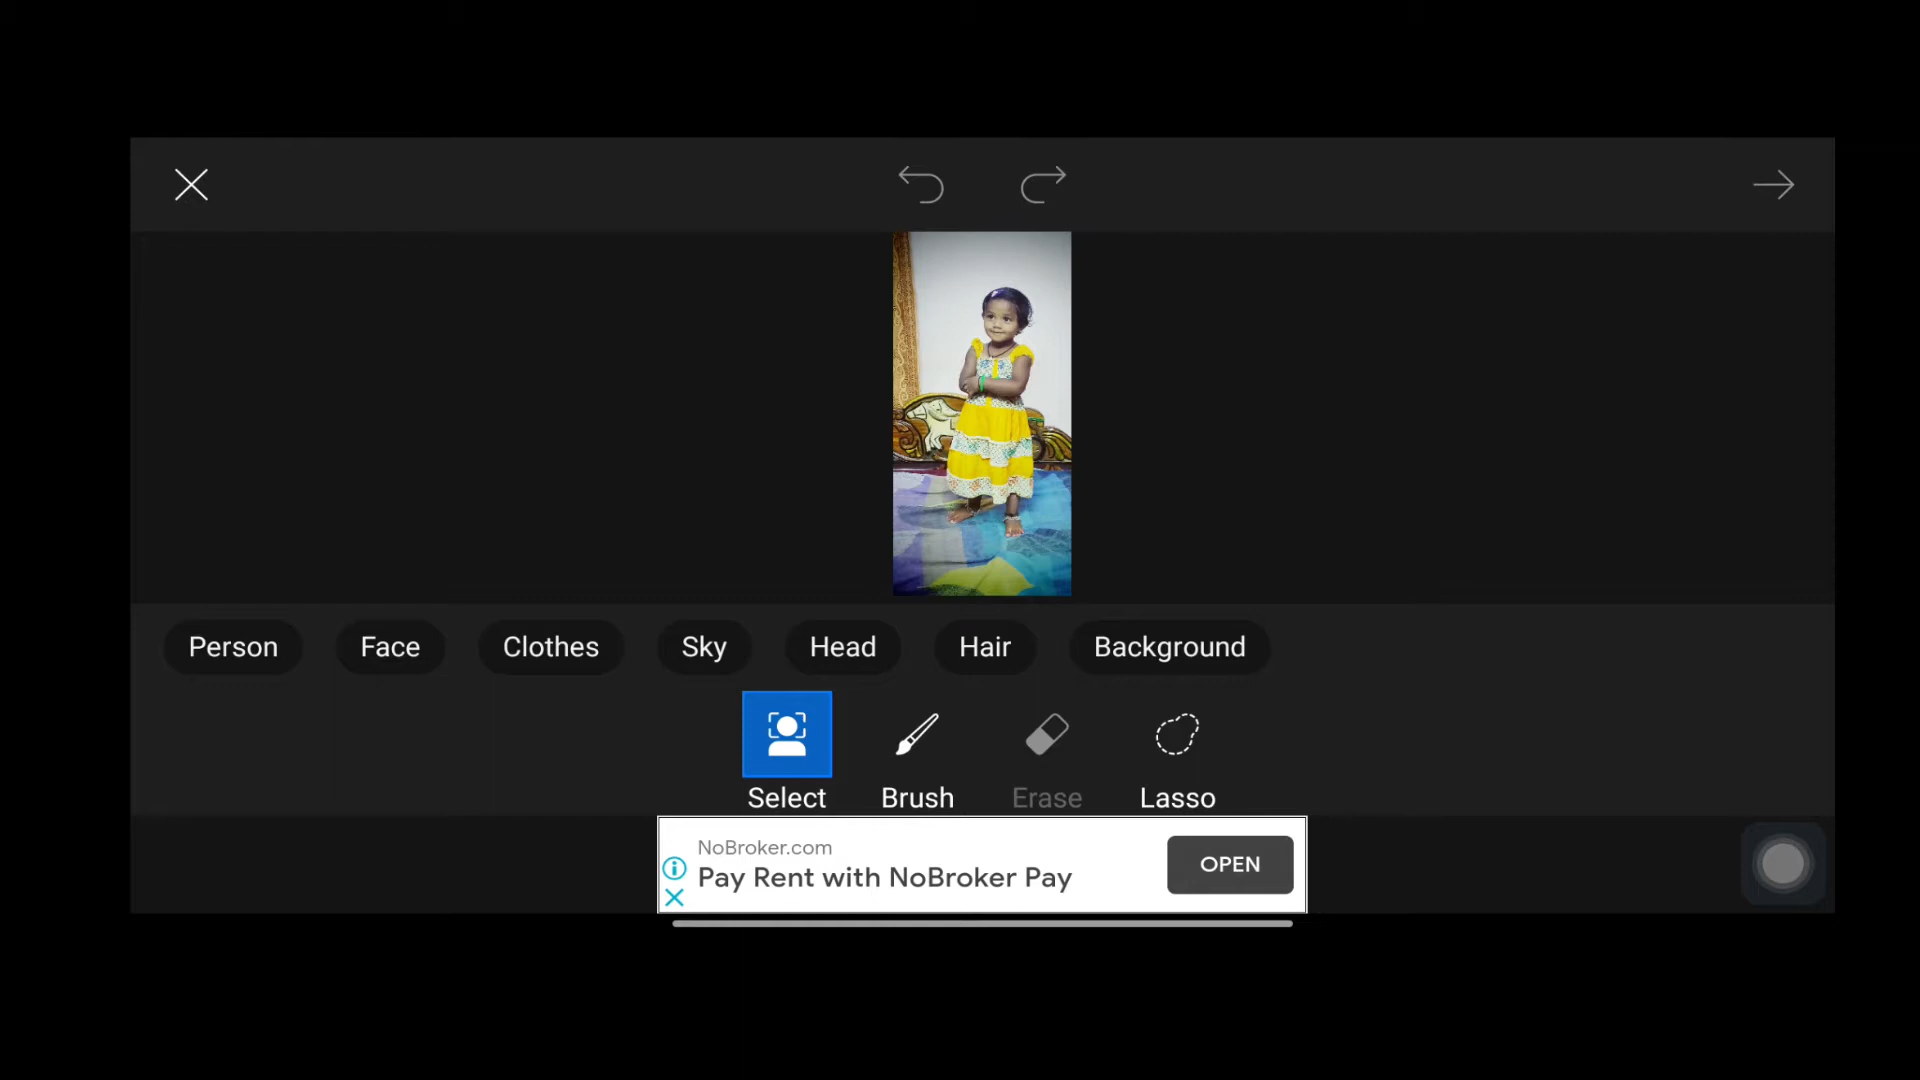 Person Face Clothes Sky Head Hair Background
Select Brush Erase Lasso
NoBroker.com
Pay Rent with NoBroker Pay
OPEN